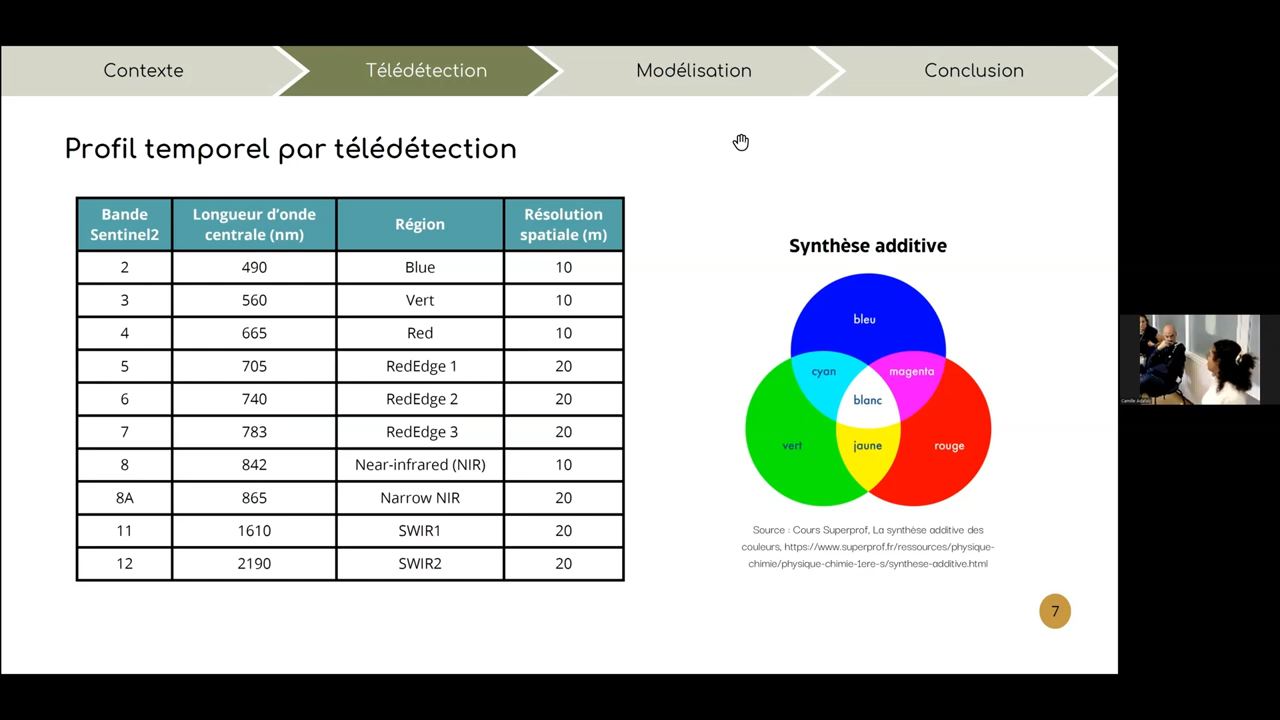 Contexte
Télédétection
Modélisation
Conclusion
Profil temporel par télédétection
Bande Sentinel2 | Longueur d'onde centrale (nm) | Région | Résolution spatiale (m)
2 | 490 | Blue | 10
3 | 560 | Vert | 10
4 | 665 | Red | 10
5 | 705 | RedEdge 1 | 20
6 | 740 | RedEdge 2 | 20
7 | 783 | RedEdge 3 | 20
8 | 842 | Near-infrared (NIR) | 10
8A | 865 | Narrow NIR | 20
11 | 1610 | SWIR1 | 20
12 | 2190 | SWIR2 | 20
Synthèse additive
bleu
cyan
magenta
blanc
vert
jaune
rouge
Source : Cours Superprof, La synthèse additive des
couleurs, https://www.superprof.fr/ressources/physique-
chimie/physique-chimie-1ere-s/synthese-additive.html
7
Camille